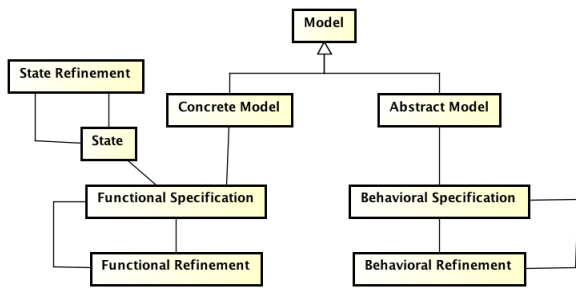 Model
State Refinement
Concrete Model
Abstract Model
State
Functional Specification
Behavioral Specification
Functional Refinement
Behavioral Refinement